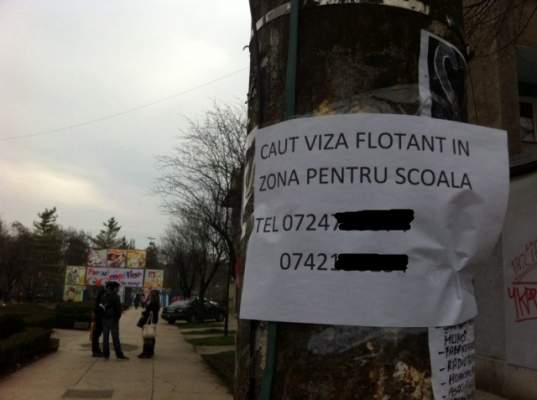 CAUT VIZA FLOTANT IN
ZONA PENTRU SCOALA
TEL 07247
07421